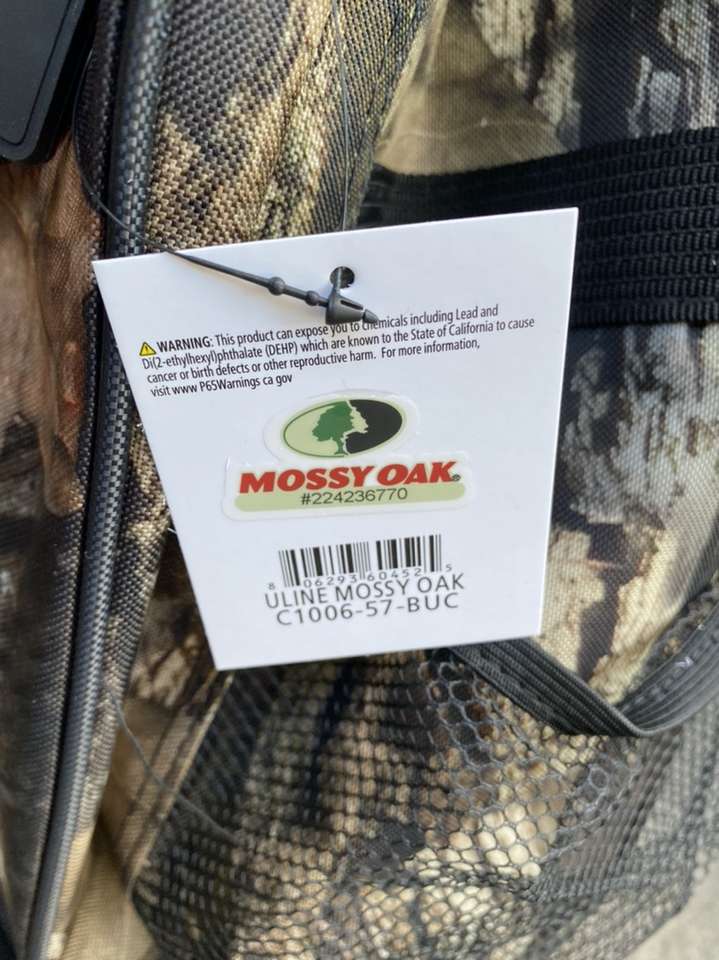 WARNING: This product can expose you to chemicals including Lead and
Di(2-ethylhexyl)phthalate (DEHP) which are known to the State of California to cause
cancer or birth defects or other reproductive harm. For more information,
visit www P65Warnings ca gov
MOSSY OAK®
#224236770
8 06293 60452 5
ULINE MOSSY OAK
C1006-57-BUC